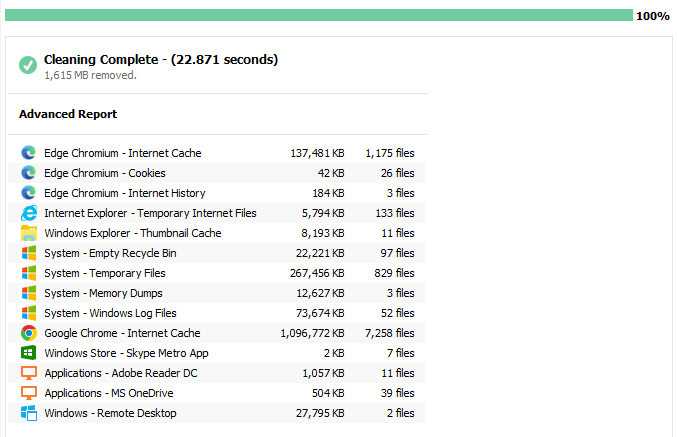 100%
Cleaning Complete - (22.871 seconds)
1,615 MB removed.
Advanced Report
Edge Chromium - Internet Cache 137,481 KB 1,175 files
Edge Chromium - Cookies 42 KB 26 files
Edge Chromium - Internet History 184 KB 3 files
Internet Explorer - Temporary Internet Files 5,794 KB 133 files
Windows Explorer - Thumbnail Cache 8,193 KB 11 files
System - Empty Recycle Bin 22,221 KB 97 files
System - Temporary Files 267,456 KB 829 files
System - Memory Dumps 12,627 KB 3 files
System - Windows Log Files 73,674 KB 52 files
Google Chrome - Internet Cache 1,096,772 KB 7,258 files
Windows Store - Skype Metro App 2 KB 7 files
Applications - Adobe Reader DC 1,057 KB 11 files
Applications - MS OneDrive 504 KB 39 files
Windows - Remote Desktop 27,795 KB 2 files